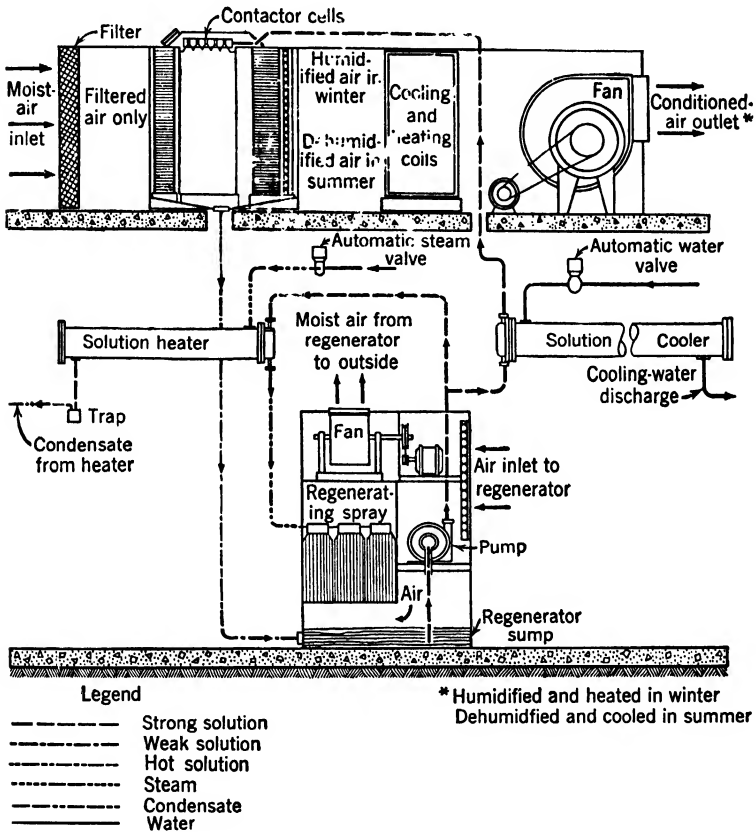 Filter
Contactor cells
Moist-
air
inlet
Filtered
air only
Humid-
ified air in
winter
Dehumid-
ified air in
summer
Cooling
and
heating
coils
Fan
Conditioned-
air outlet *
Automatic steam
valve
Automatic water
valve
Solution heater
Moist air from
regenerator
to outside
Solution
Cooler
Cooling-water
discharge
Trap
Condensate
from heater
Fan
Air inlet to
regenerator
Regenerat-
ing spray
Pump
Air
Regenerator
sump
Legend
Strong solution
Weak solution
Hot solution
Steam
Condensate
Water
* Humidified and heated in winter
Dehumidfied and cooled in summer